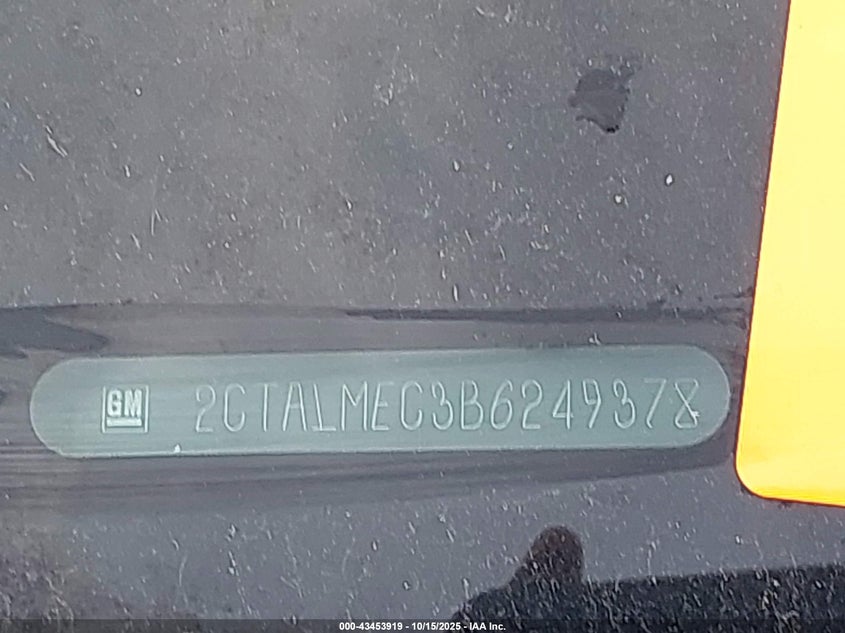 GM 2CTALMEC3B6249378
000-43453919 - 10/15/2025 - IAA Inc.